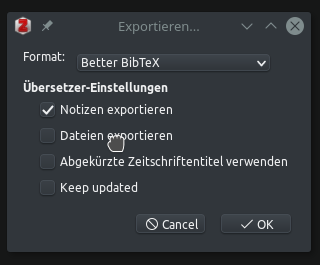 Exportieren...
Format: Better BibTeX
Übersetzer-Einstellungen
Notizen exportieren
Dateien exportieren
Abgekürzte Zeitschriftentitel verwenden
Keep updated
Cancel OK